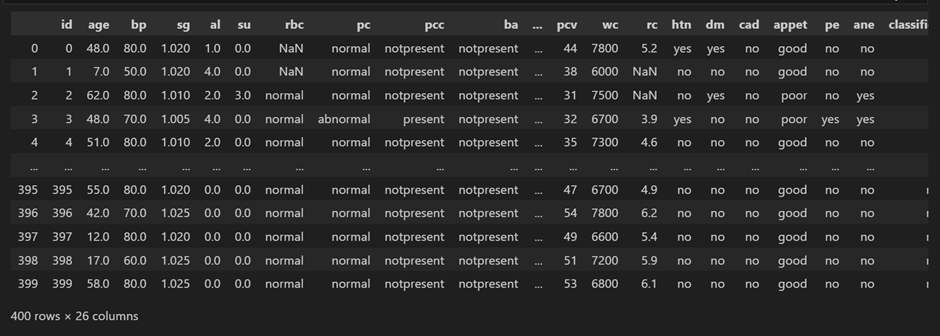 id age bp sg al su rbc pc pcc ba ... pcv wc rc htn dm cad appet pe ane classifi
0 0 48.0 80.0 1.020 1.0 0.0 NaN normal notpresent notpresent ... 44 7800 5.2 yes yes no good no no
1 1 7.0 50.0 1.020 4.0 0.0 NaN normal notpresent notpresent ... 38 6000 NaN no no no good no no
2 2 62.0 80.0 1.010 2.0 3.0 normal normal notpresent notpresent ... 31 7500 NaN no yes no poor no yes
3 3 48.0 70.0 1.005 4.0 0.0 normal abnormal present notpresent ... 32 6700 3.9 yes no no poor yes yes
4 4 51.0 80.0 1.010 2.0 0.0 normal normal notpresent notpresent ... 35 7300 4.6 no no no good no no
... ... ... ... ... ... ... ... ... ... ... ... ... ... ... ... ... ... ... ... ...
395 395 55.0 80.0 1.020 0.0 0.0 normal normal notpresent notpresent ... 47 6700 4.9 no no no good no no
396 396 42.0 70.0 1.025 0.0 0.0 normal normal notpresent notpresent ... 54 7800 6.2 no no no good no no
397 397 12.0 80.0 1.020 0.0 0.0 normal normal notpresent notpresent ... 49 6600 5.4 no no no good no no
398 398 17.0 60.0 1.025 0.0 0.0 normal normal notpresent notpresent ... 51 7200 5.9 no no no good no no
399 399 58.0 80.0 1.025 0.0 0.0 normal normal notpresent notpresent ... 53 6800 6.1 no no no good no no
400 rows × 26 columns